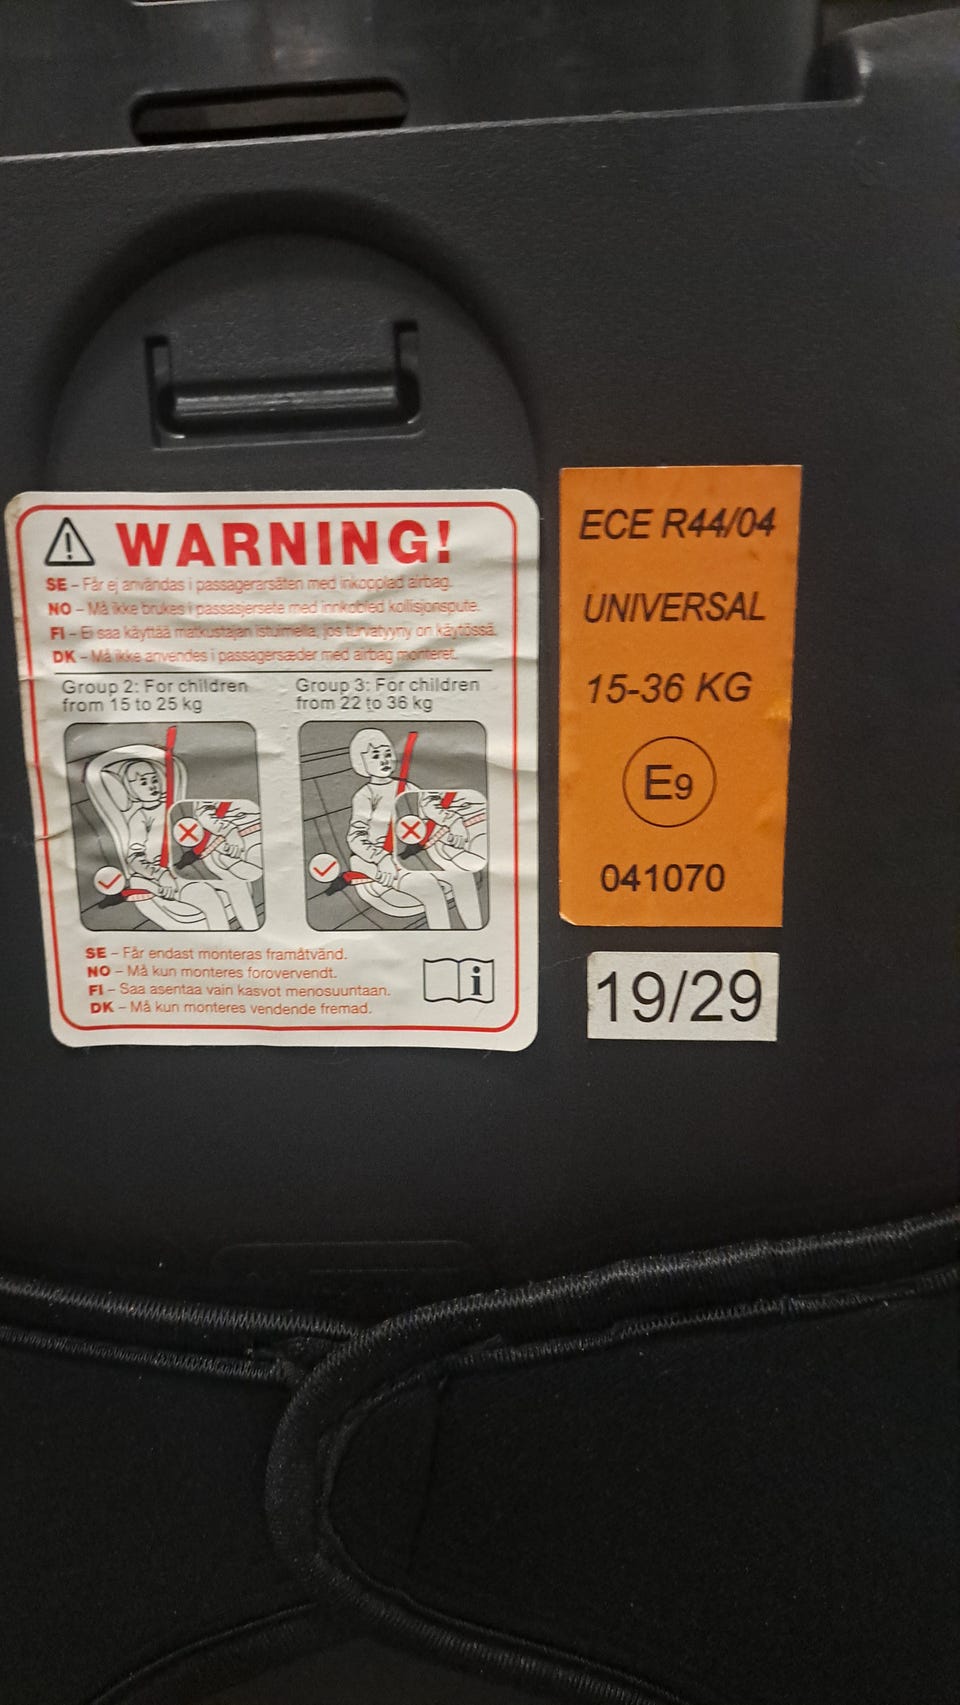 WARNING!
SE – Får ej användas i passagerarsäten med inkopplad airbag.
NO – Må ikke brukes i passasjersete med innkobled kollisjonspute.
FI – Ei saa käyttää matkustajan istuimella, jos turvatyyny on käytössä.
DK – Må ikke anvendes i passagersæder med airbag monteret.
Group 2: For children
from 15 to 25 kg
Group 3: For children
from 22 to 36 kg
SE – Får endast monteras framåtvänd.
NO – Må kun monteres forovervendt.
FI – Saa asentaa vain kasvot menosuuntaan.
DK – Må kun monteres vendende fremad.
i
ECE R44/04
UNIVERSAL
15-36 KG
E9
041070
19/29